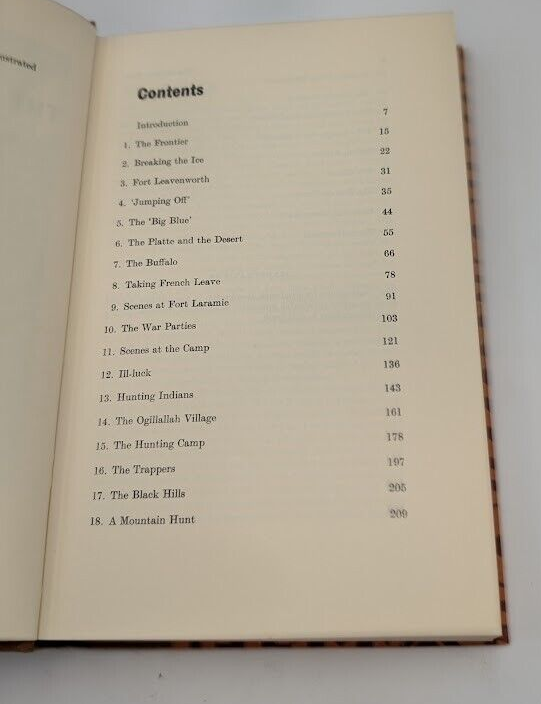 Contents
Introduction 7
1. The Frontier 15
2. Breaking the Ice 22
3. Fort Leavenworth 31
4. 'Jumping Off' 35
5. The 'Big Blue' 44
6. The Platte and the Desert 55
7. The Buffalo 66
8. Taking French Leave 78
9. Scenes at Fort Laramie 91
10. The War Parties 103
11. Scenes at the Camp 121
12. Ill-luck 136
13. Hunting Indians 143
14. The Ogillallah Village 161
15. The Hunting Camp 178
16. The Trappers 197
17. The Black Hills 205
18. A Mountain Hunt 209